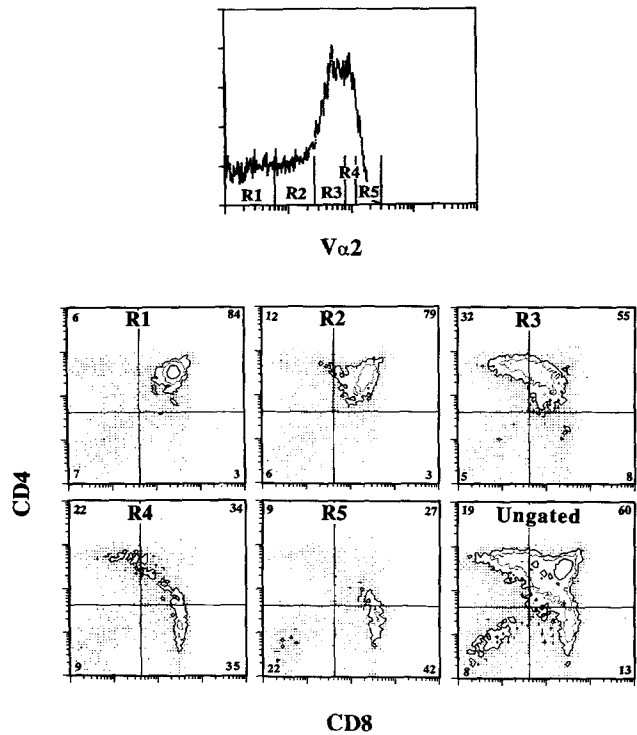 R4
R1 R2 R3 R5
Vα2
6 R1 84
7 3
12 R2 79
6 3
32 R3 55
5 8
CD4
22 R4 34
9 35
9 R5 27
22 42
19 Ungated 60
8 13
CD8